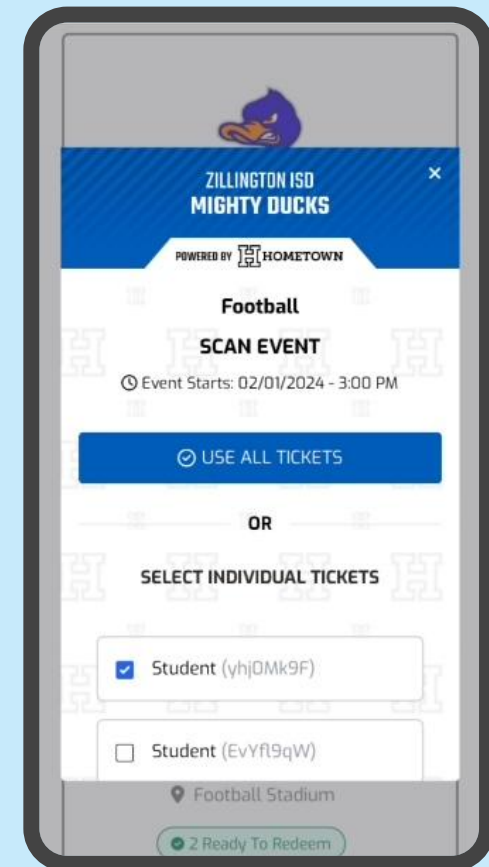 ZILLINGTON ISD
MIGHTY DUCKS
POWERED BY H HOMETOWN
Football
SCAN EVENT
Event Starts: 02/01/2024 - 3:00 PM
USE ALL TICKETS
OR
SELECT INDIVIDUAL TICKETS
Student (yhj0Mk9F)
Student (EvYfl9qW)
Football Stadium
2 Ready To Redeem